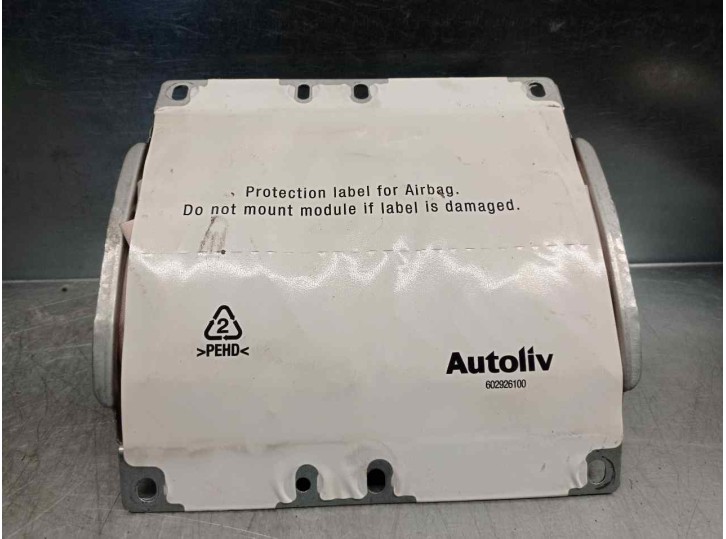 Protection label for Airbag.
Do not mount module if label is damaged.
2
>PEHD<
Autoliv
602926100